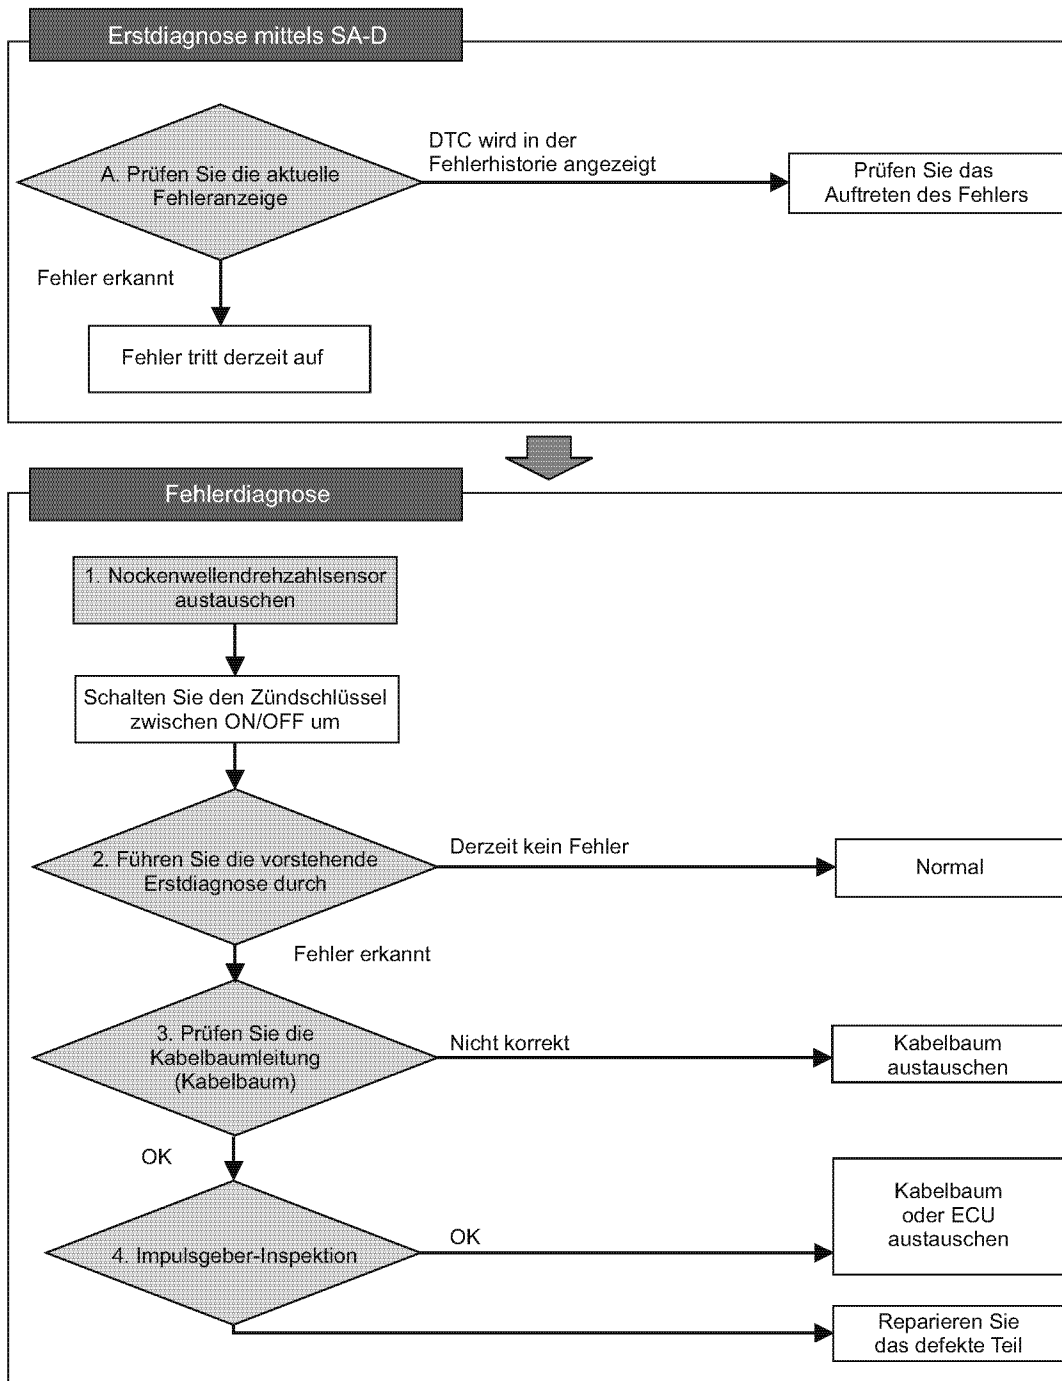 Erstdiagnose mittels SA-D
A. Prüfen Sie die aktuelle
Fehleranzeige
DTC wird in der
Fehlerhistorie angezeigt
Prüfen Sie das
Auftreten des Fehlers
Fehler erkannt
Fehler tritt derzeit auf
Fehlerdiagnose
1. Nockenwellendrehzahlsensor
austauschen
Schalten Sie den Zündschlüssel
zwischen ON/OFF um
2. Führen Sie die vorstehende
Erstdiagnose durch
Derzeit kein Fehler
Normal
Fehler erkannt
3. Prüfen Sie die
Kabelbaumleitung
(Kabelbaum)
Nicht korrekt
Kabelbaum
austauschen
OK
4. Impulsgeber-Inspektion
OK
Kabelbaum
oder ECU
austauschen
Reparieren Sie
das defekte Teil